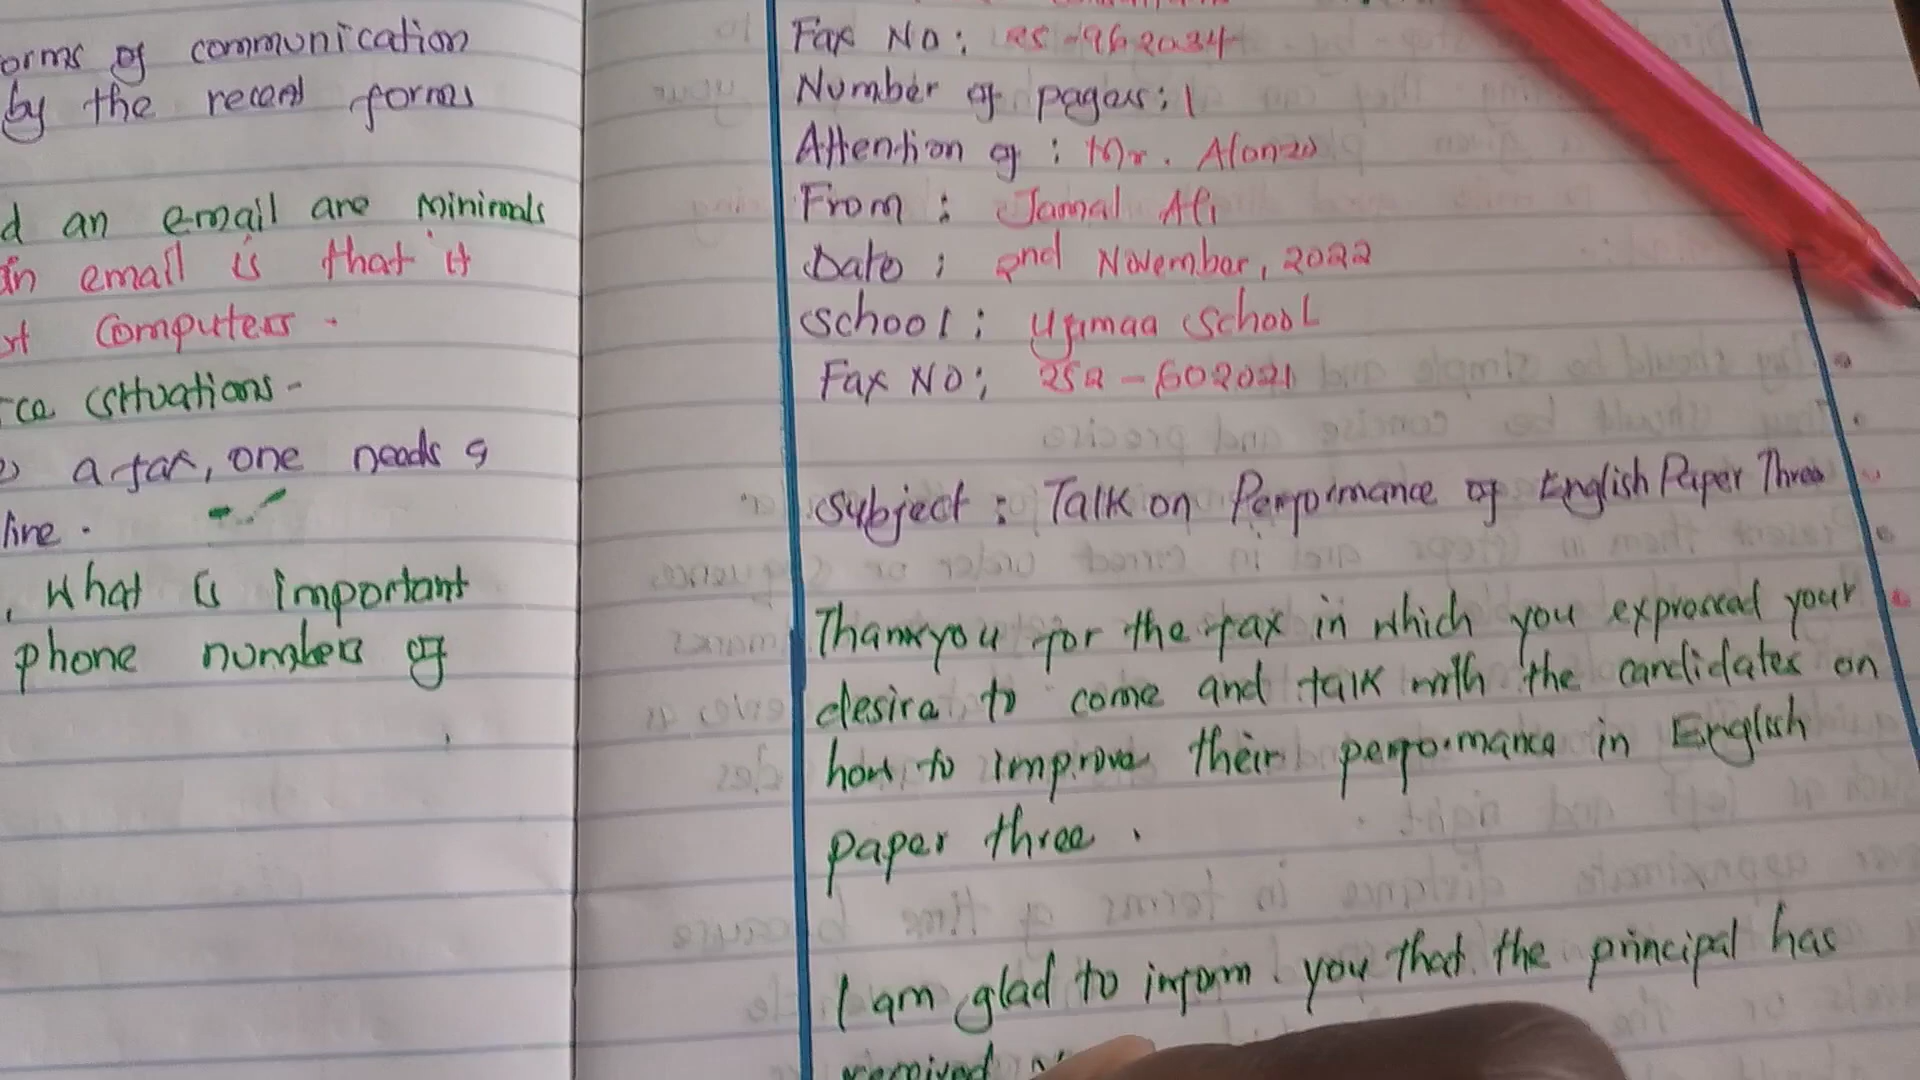 orms of communication
by the recent forms
d an email are minimals
in email is that it
rt computers.
ce situations-
a fax, one needs a
line.
, what is important
phone numbers of
Fax No: 25-962034
Number of pages: 1
Attention of: Mr. Alonzo
From: Jamal Ali
Date: 2nd November, 2022
School: Ujamaa School
Fax No: 252-602021
Subject: Talk on Performance of English Paper Three
Thankyou for the fax in which you expressed your
desire to come and talk with the candidates on
how to improve their performance in English
paper three.
I am glad to inform you that the principal has